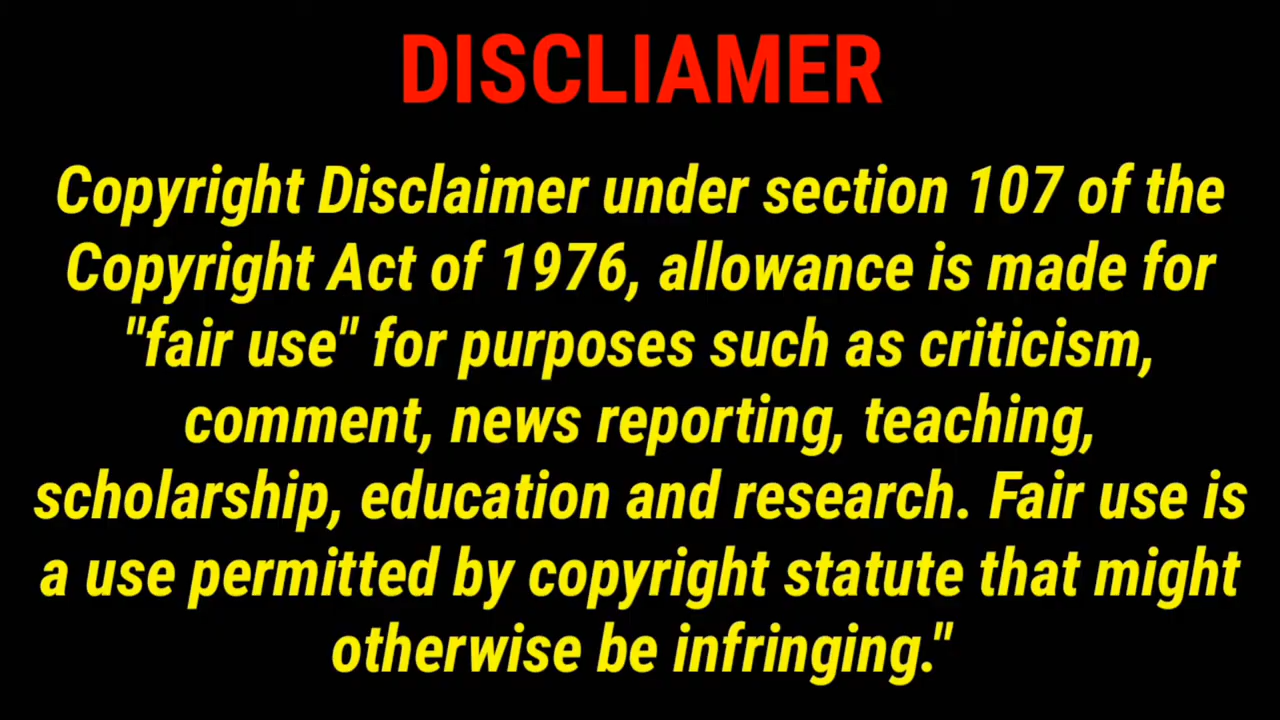 DISCLIAMER
Copyright Disclaimer under section 107 of the
Copyright Act of 1976, allowance is made for
"fair use" for purposes such as criticism,
comment, news reporting, teaching,
scholarship, education and research. Fair use is
a use permitted by copyright statute that might
otherwise be infringing."